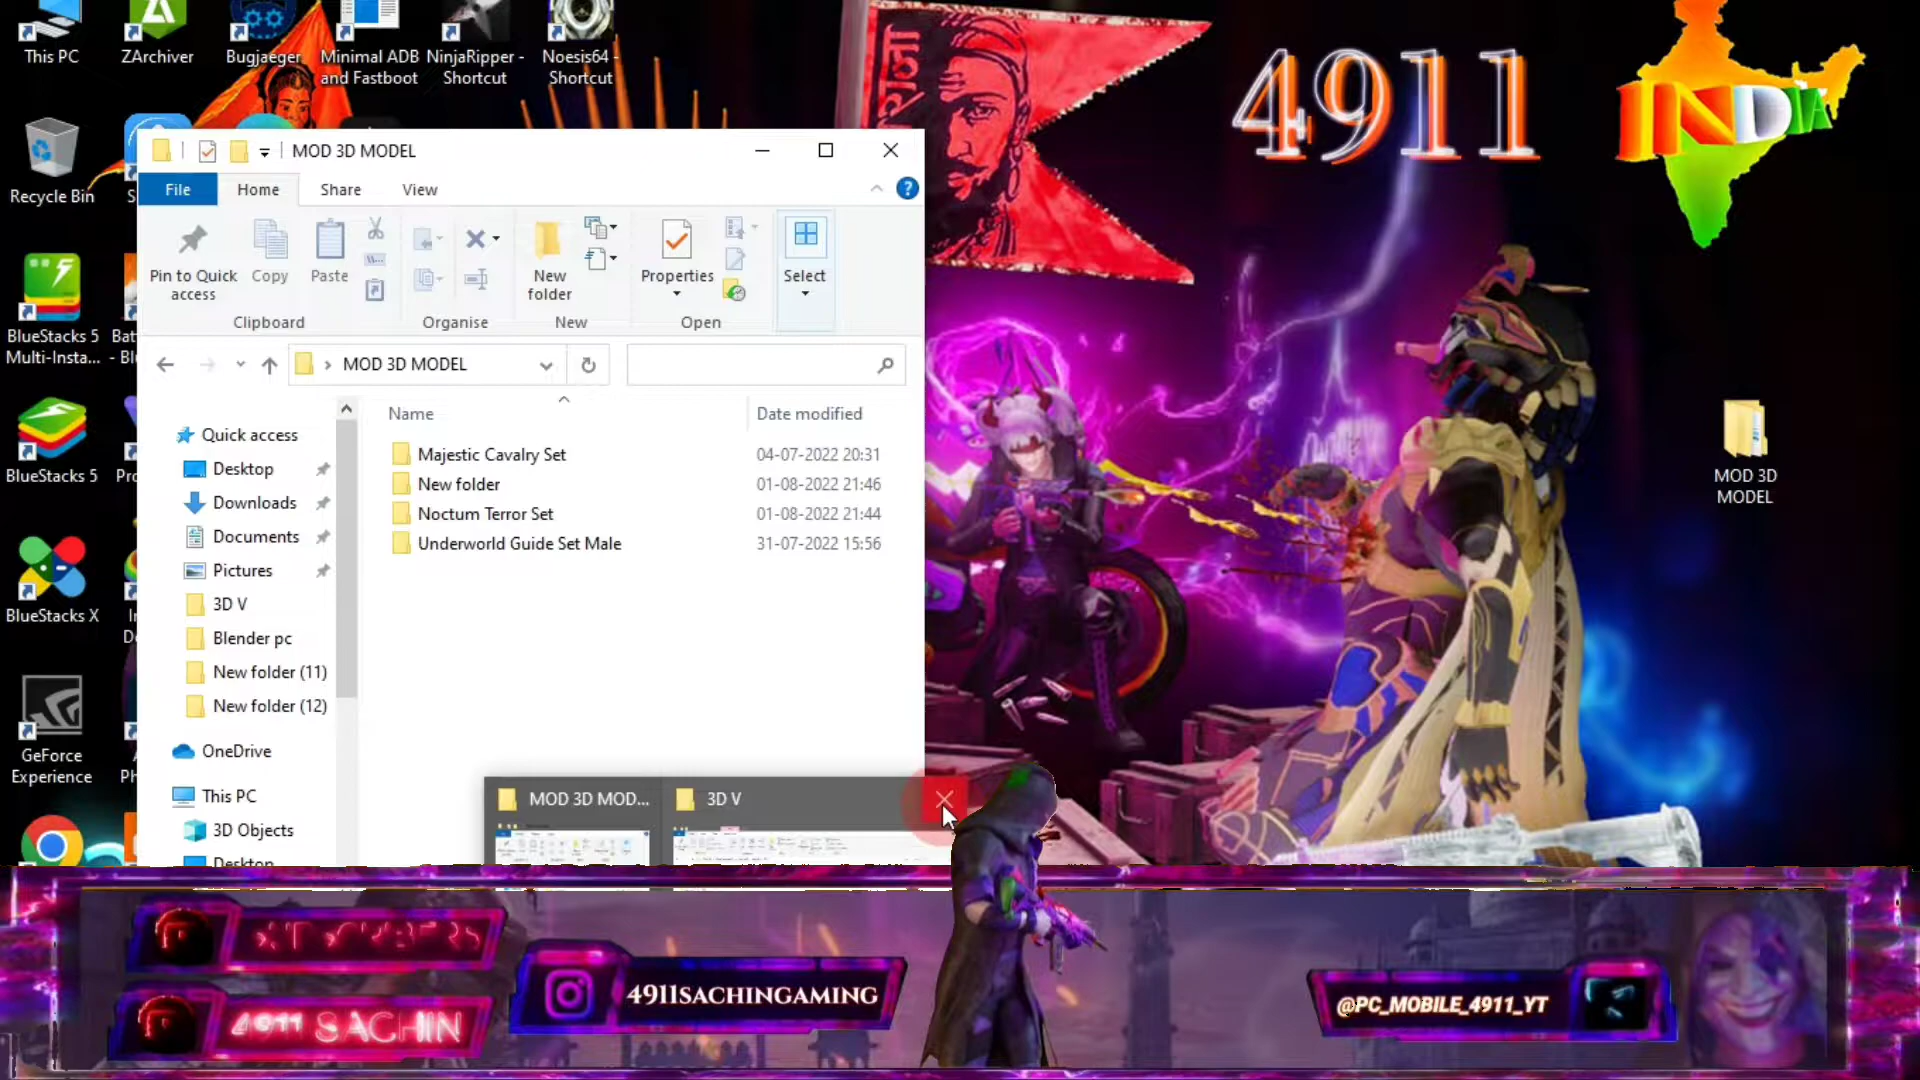 This PC
ZArchiver
Bugjaeger
Minimal ADB
and Fastboot
NinjaRipper -
Shortcut
Noesis64 -
Shortcut
राजा
4911
INDIA
Recycle Bin
BlueStacks 5
Multi-Insta...
BlueStacks 5
BlueStacks X
GeForce
Experience
MOD 3D MODEL
File
Home
Share
View
Pin to Quick
access
Copy
Paste
New
folder
Properties
Select
Clipboard
Organise
New
Open
MOD 3D MODEL
Name
Date modified
Quick access
Desktop
Downloads
Documents
Pictures
3D V
Blender pc
New folder (11)
New folder (12)
OneDrive
This PC
3D Objects
Desktop
Majestic Cavalry Set 04-07-2022 20:31
New folder 01-08-2022 21:46
Noctum Terror Set 01-08-2022 21:44
Underworld Guide Set Male 31-07-2022 15:56
MOD 3D
MODEL
MOD 3D MOD...
3D V
4911 SACHIN
4911SACHINGAMING
@PC_MOBILE_4911_YT